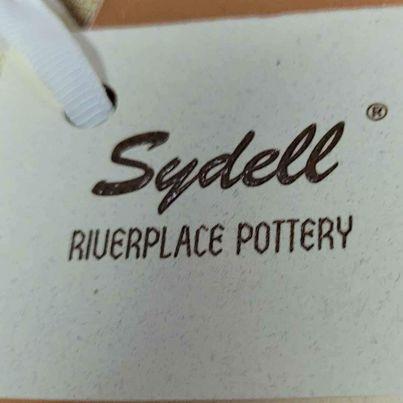 Sydell ®
RIVERPLACE POTTERY